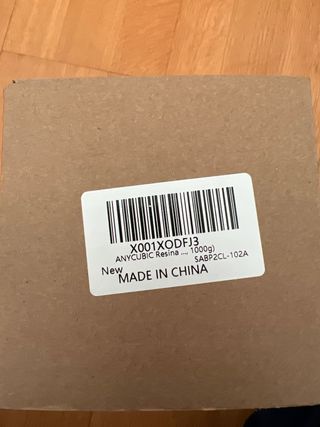 X001XODFJ3
ANYCUBIC Resina ..., 1000g)
New SABP2CL-102A
MADE IN CHINA